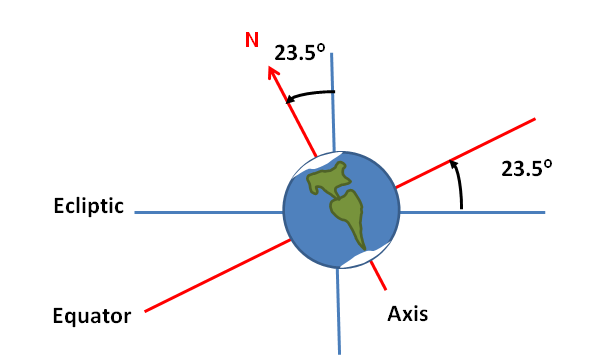 N
23.5°
23.5°
Ecliptic
Equator
Axis